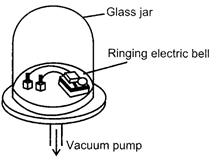 Glass jar
Ringing electric bell
Vacuum pump